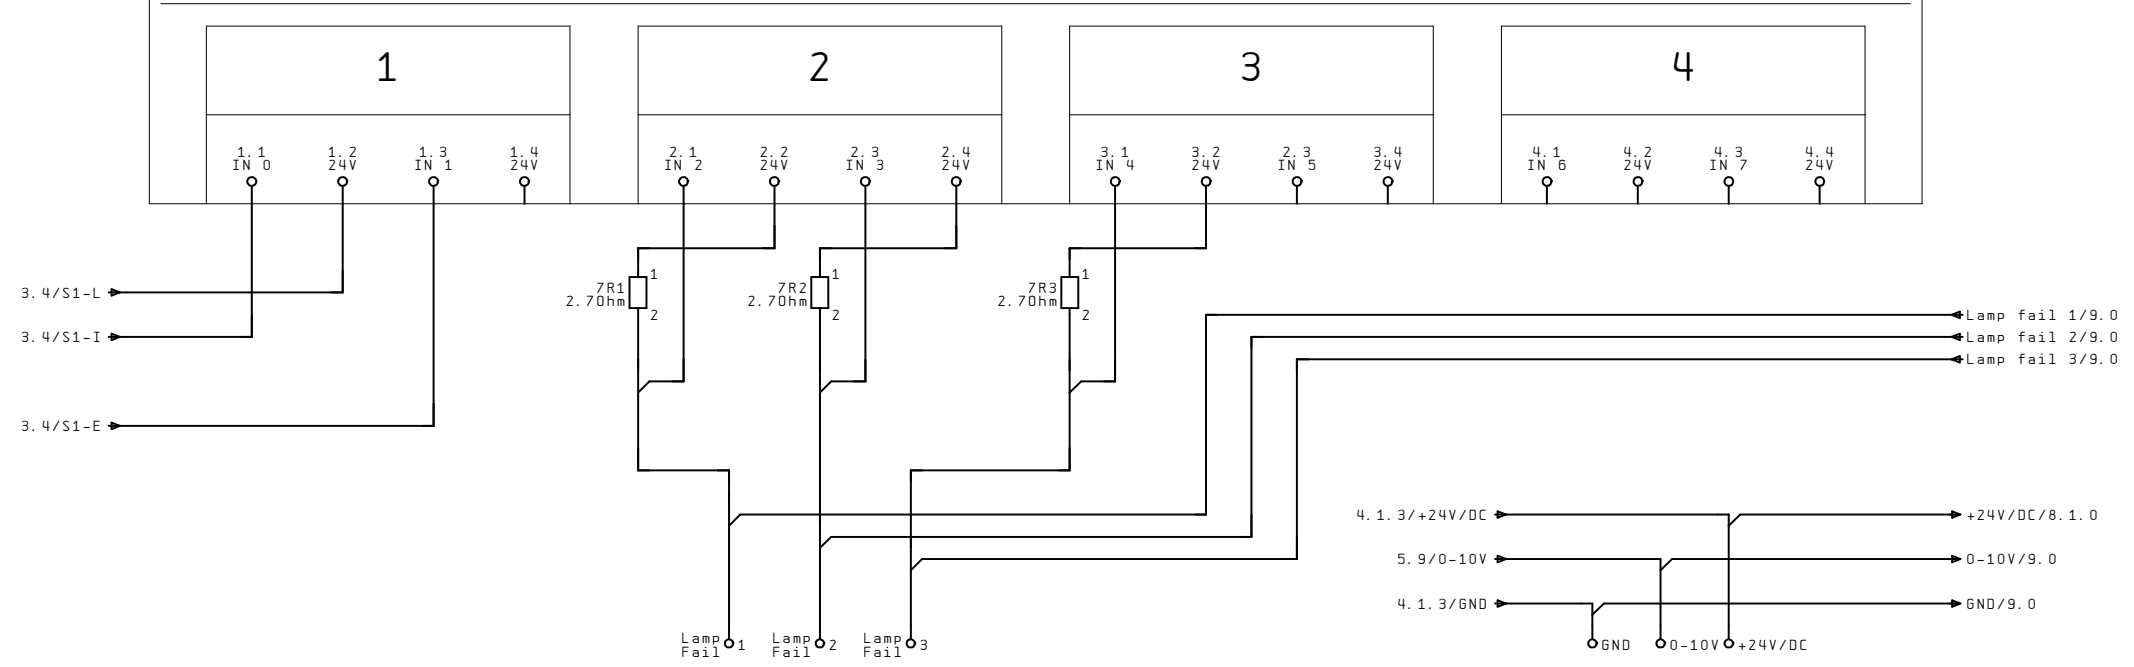 1 2 3 4
1.1 1.2 1.3 1.4 2.1 2.2 2.3 2.4 3.1 3.2 2.3 3.4 4.1 4.2 4.3 4.4
IN 0 24V IN 1 24V IN 2 24V IN 3 24V IN 4 24V IN 5 24V IN 6 24V IN 7 24V
1 1 1
7R1 7R2 7R3
2.7Ohm 2.7Ohm 2.7Ohm
2 2 2
3.4/S1-L
3.4/S1-I
3.4/S1-E
Lamp fail 1/9.0
Lamp fail 2/9.0
Lamp fail 3/9.0
4.1.3/+24V/DC +24V/DC/8.1.0
5.9/0-10V 0-10V/9.0
4.1.3/GND GND/9.0
Lamp 1 Lamp 2 Lamp 3
Fail Fail Fail
GND 0-10V +24V/DC